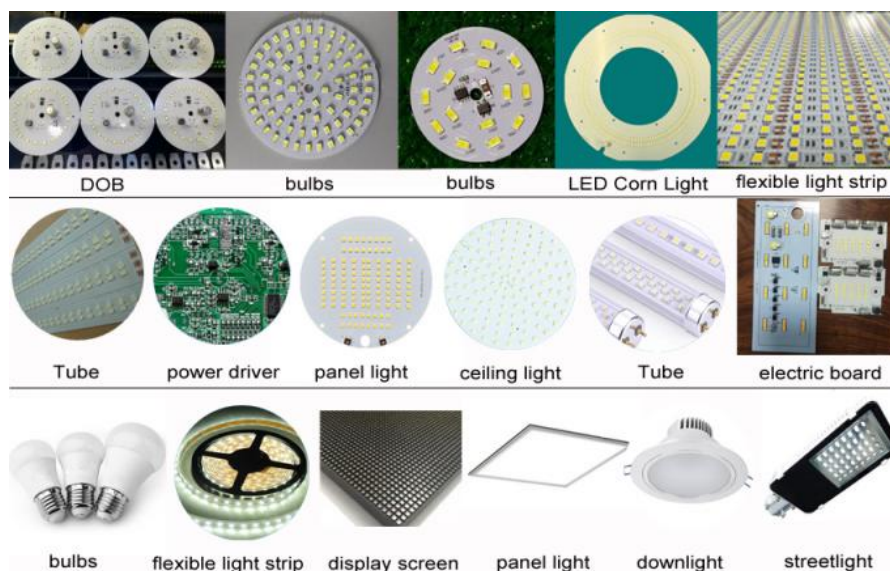 DOB
bulbs
bulbs
LED Corn Light
flexible light strip
Tube
power driver
panel light
ceiling light
Tube
electric board
bulbs
flexible light strip
display screen
panel light
downlight
streetlight